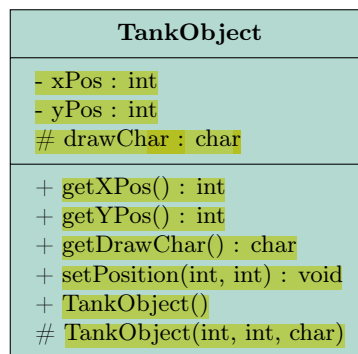 TankObject
- xPos : int
- yPos : int
# drawChar : char
+ getXPos() : int
+ getYPos() : int
+ getDrawChar() : char
+ setPosition(int, int) : void
+ TankObject()
# TankObject(int, int, char)